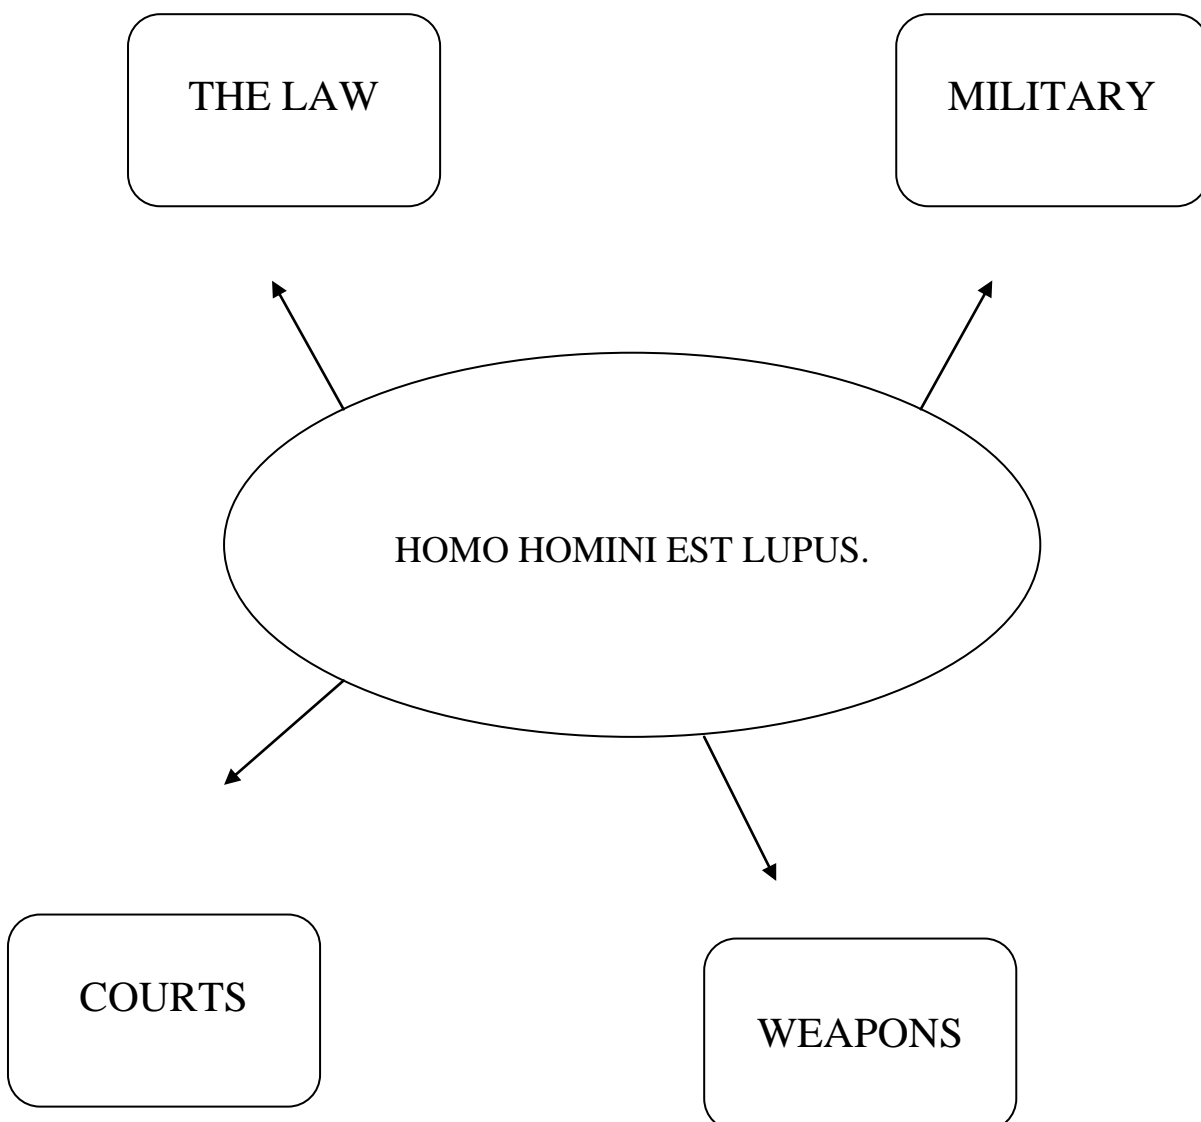 THE LAW
MILITARY
HOMO HOMINI EST LUPUS.
COURTS
WEAPONS